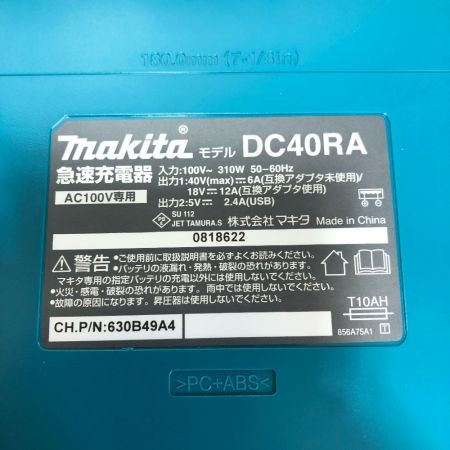 makita® モデル DC40RA
急速充電器
AC100V専用
入力:100V~ 310W 50-60Hz
出力1:40V(max)⎓6A(互換アダプタ未使用)/
18V⎓12A(互換アダプタ使用)
出力2:5V⎓ 2.4A(USB)
PS E SU 112
JET TAMURA.S 株式会社マキタ Made in China
0818622
警告
•ご使用前に取扱説明書を必ずよくお読みください。
•バッテリの液漏れ・発熱・破裂の恐れあり。
マキタ専用の指定バッテリの充電以外には使用しないでください。
•火災・感電・破裂の恐れあり。雨中では使用しないでください。
•故障の原因になります。昇圧器は使用しないでください。
T10AH
CH.P/N:630B49A4
856A75A1
>PC+ABS<